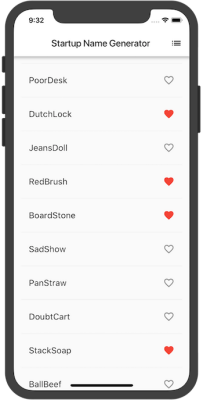 9:32
Startup Name Generator
PoorDesk
DutchLock
JeansDoll
RedBrush
BoardStone
SadShow
PanStraw
DoubtCart
StackSoap
BallBeef